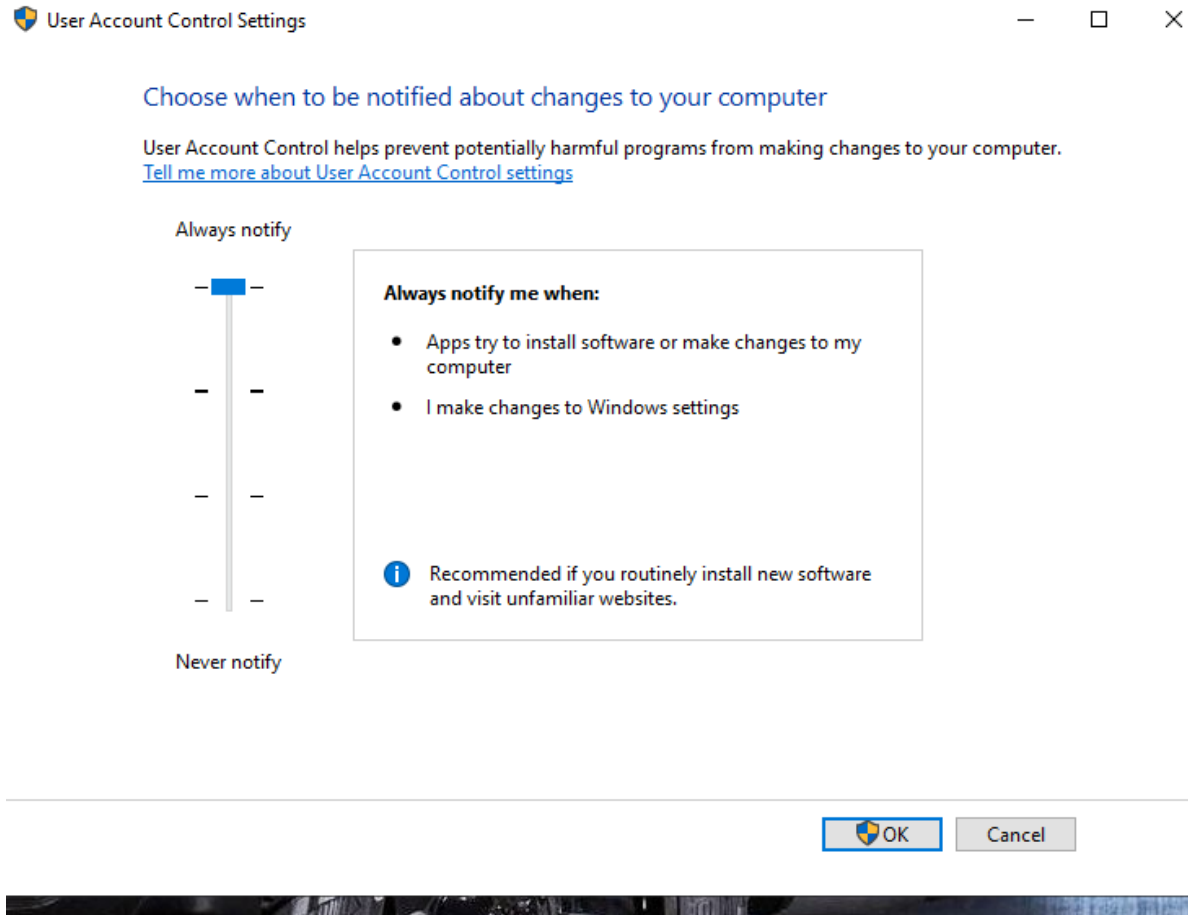 User Account Control Settings
Choose when to be notified about changes to your computer
User Account Control helps prevent potentially harmful programs from making changes to your computer.
Tell me more about User Account Control settings
Always notify
Always notify me when:
Apps try to install software or make changes to my
computer
I make changes to Windows settings
Recommended if you routinely install new software
and visit unfamiliar websites.
Never notify
OK
Cancel